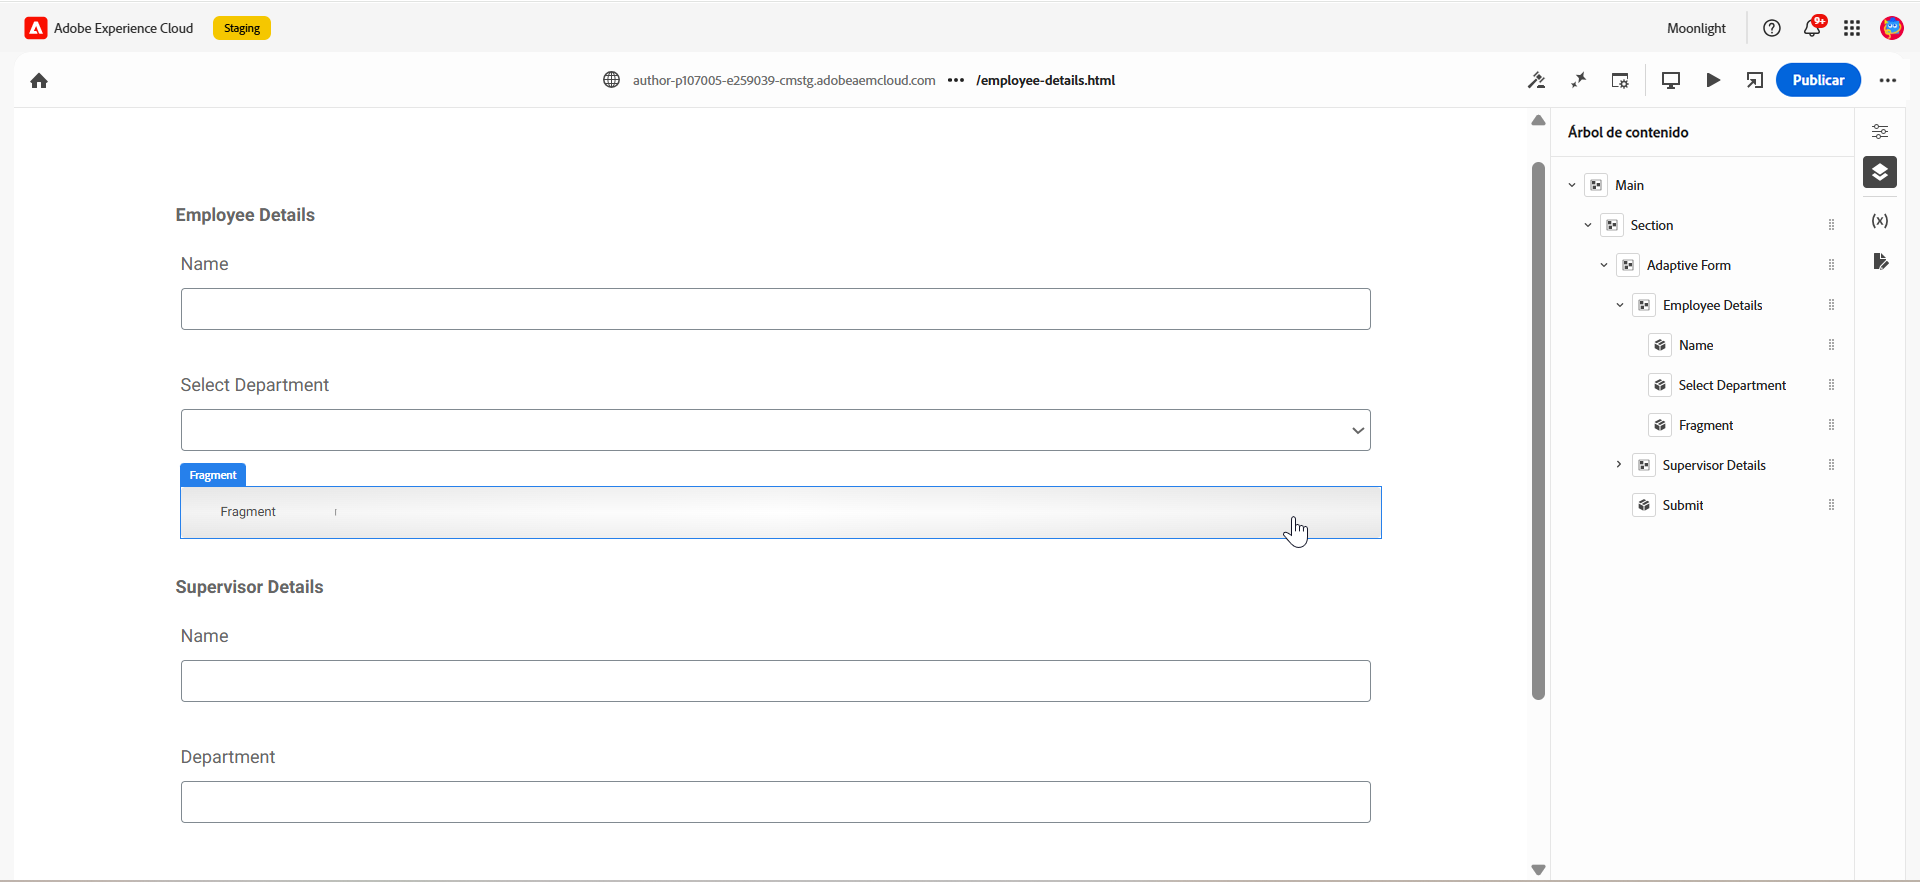 Adobe Experience Cloud
Staging
Moonlight
9+
author-p107005-e259039-cmstg.adobeaemcloud.com ••• /employee-details.html
Publicar
Employee Details
Name
Select Department
Fragment
Fragment
Supervisor Details
Name
Department
Árbol de contenido
Main
Section
Adaptive Form
Employee Details
Name
Select Department
Fragment
Supervisor Details
Submit
(x)